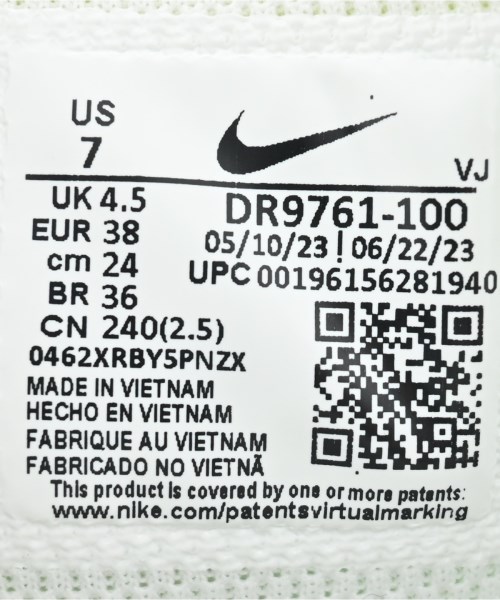 US
7
VJ
UK 4.5
EUR 38
cm 24
BR 36
CN 240(2.5)
DR9761-100
05/10/23 ! 06/22/23
UPC 00196156281940
0462XRBY5PNZX
MADE IN VIETNAM
HECHO EN VIETNAM
FABRIQUE AU VIETNAM
FABRICADO NO VIETNÃ
This product is covered by one or more patents:
www.nike.com/patentsvirtualmarking